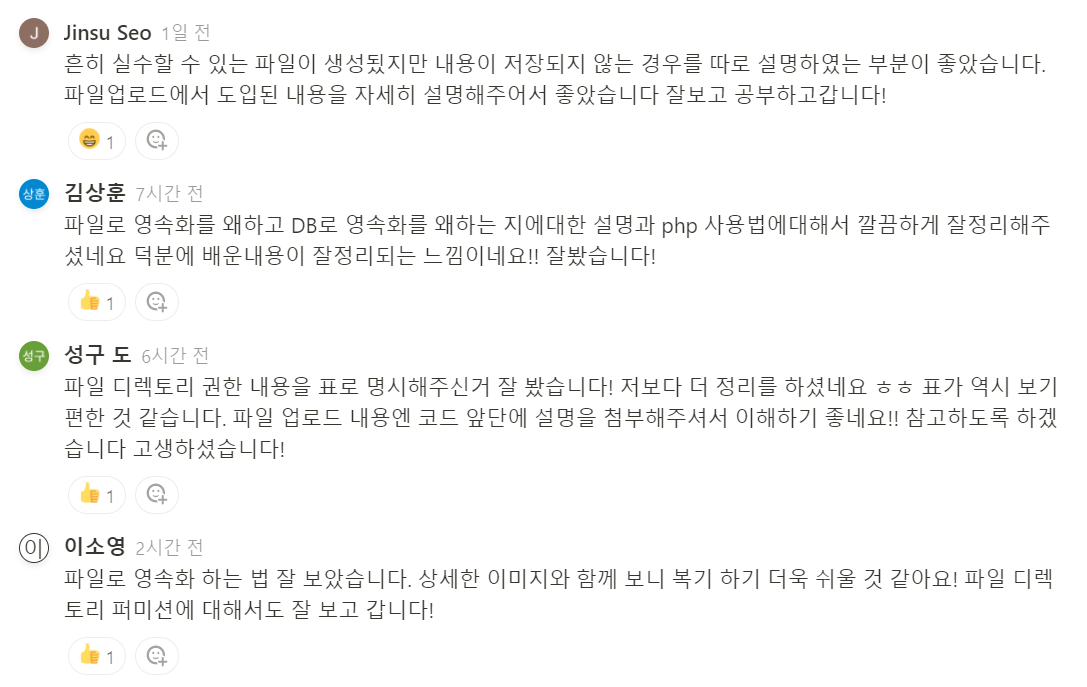 J Jinsu Seo 1일 전
흔히 실수할 수 있는 파일이 생성됬지만 내용이 저장되지 않는 경우를 따로 설명하였는 부분이 좋았습니다.
파일업로드에서 도입된 내용을 자세히 설명해주어서 좋았습니다 잘보고 공부하고갑니다!
1
상훈 김상훈 7시간 전
파일로 영속화를 왜하고 DB로 영속화를 왜하는 지에대한 설명과 php 사용법에대해서 깔끔하게 잘정리해주
셨네요 덕분에 배운내용이 잘정리되는 느낌이네요!! 잘봤습니다!
1
성구 성구 도 6시간 전
파일 디렉토리 권한 내용을 표로 명시해주신거 잘 봤습니다! 저보다 더 정리를 하셨네요 ㅎㅎ 표가 역시 보기
편한 것 같습니다. 파일 업로드 내용엔 코드 앞단에 설명을 첨부해주셔서 이해하기 좋네요!! 참고하도록 하겠
습니다 고생하셨습니다!
1
이 이소영 2시간 전
파일로 영속화 하는 법 잘 보았습니다. 상세한 이미지와 함께 보니 복기 하기 더욱 쉬울 것 같아요! 파일 디렉
토리 퍼미션에 대해서도 잘 보고 갑니다!
1